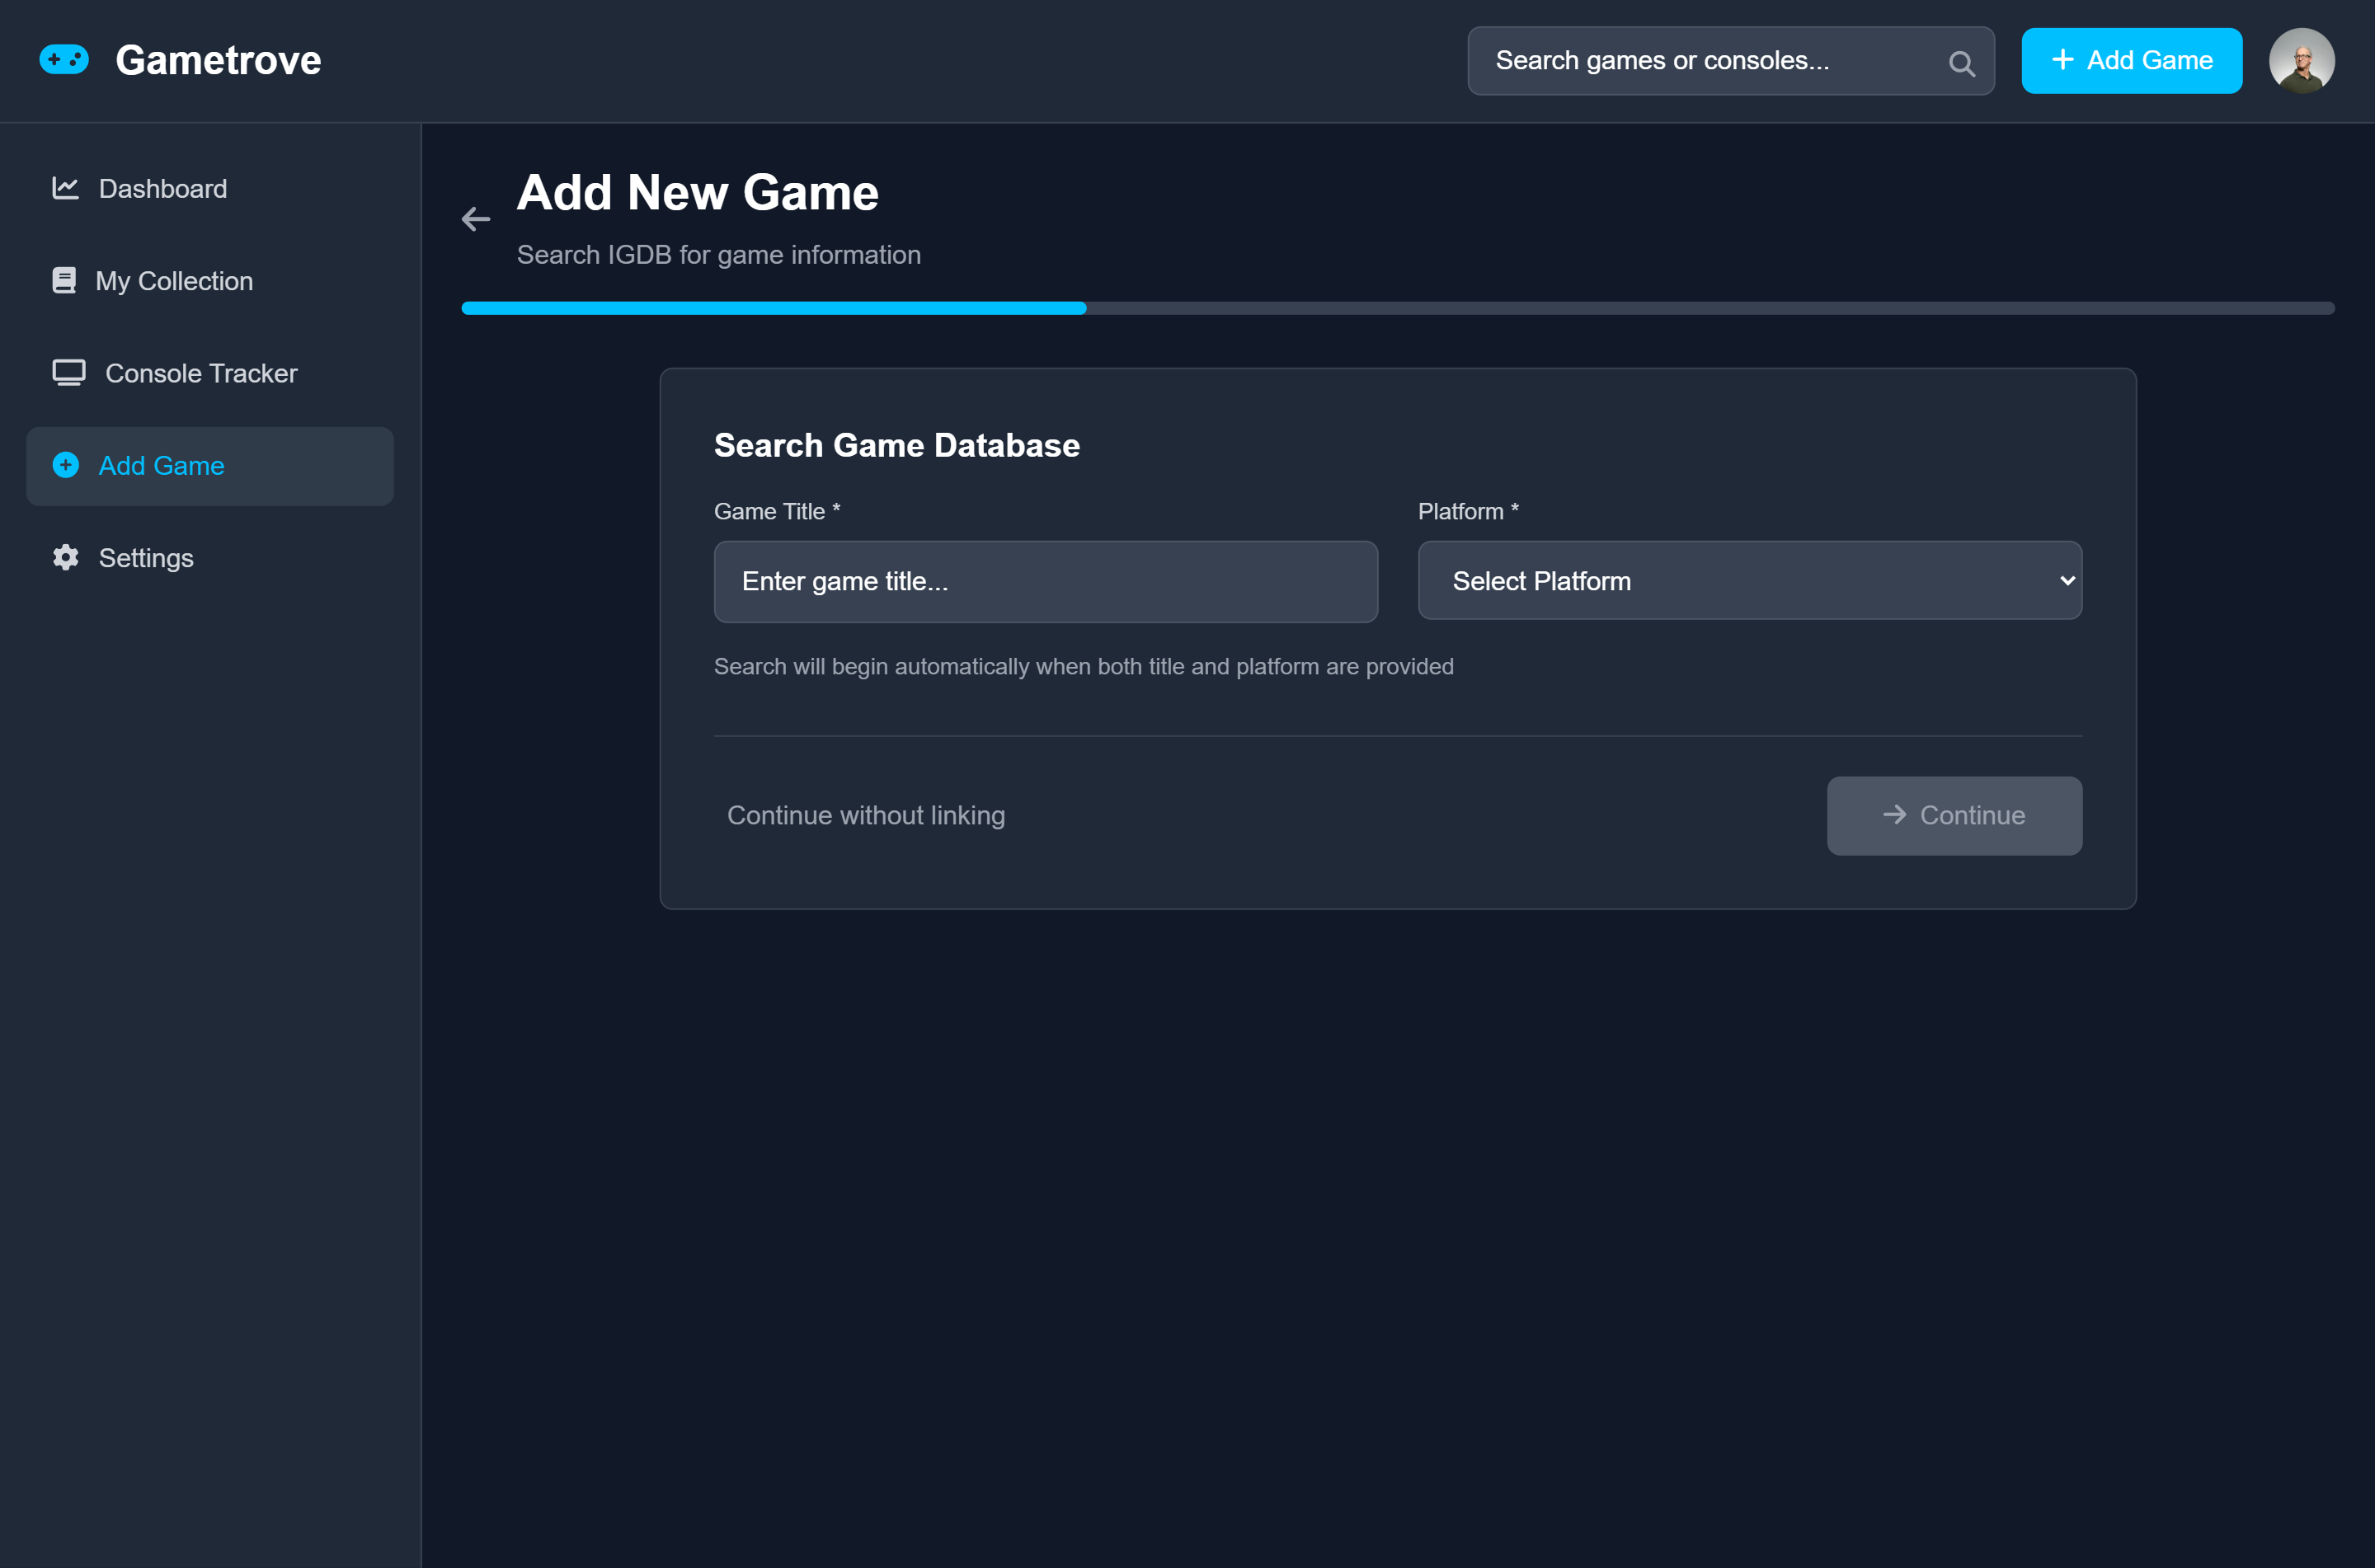 Gametrove
Search games or consoles...
Add Game
Dashboard
My Collection
Console Tracker
Add Game
Settings
Add New Game
Search IGDB for game information
Search Game Database
Game Title *
Platform *
Enter game title...
Select Platform
Search will begin automatically when both title and platform are provided
Continue without linking
Continue